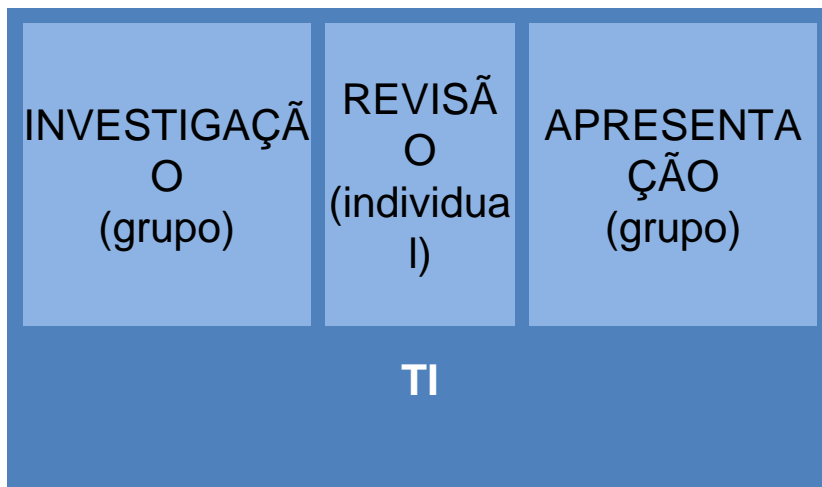 INVESTIGAÇÃ
O
(grupo)
REVISÃ
O
(individua
l)
APRESENTA
ÇÃO
(grupo)
TI